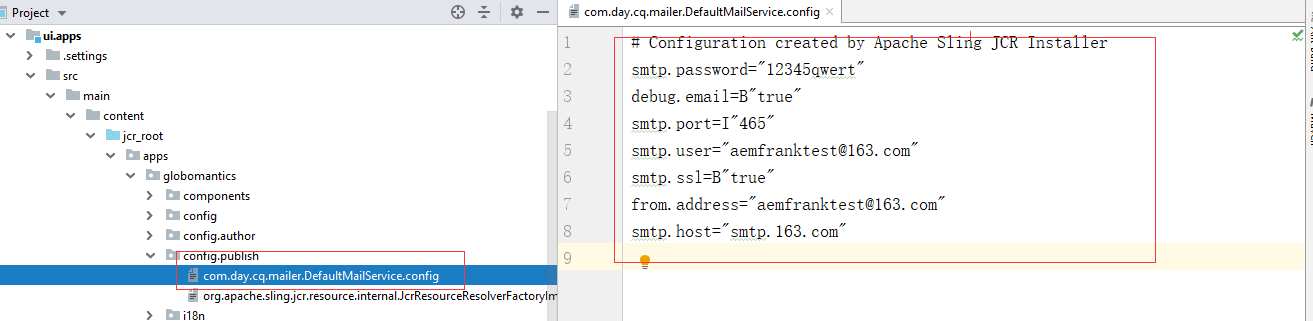 Project
ui.apps
.settings
src
main
content
jcr_root
apps
globomantics
components
config
config.author
config.publish
com.day.cq.mailer.DefaultMailService.config
org.apache.sling.jcr.resource.internal.JcrResourceResolverFactoryIm
i18n
com.day.cq.mailer.DefaultMailService.config
1 # Configuration created by Apache Sling JCR Installer
2 smtp.password="12345qwert"
3 debug.email=B"true"
4 smtp.port=I"465"
5 smtp.user="aemfranktest@163.com"
6 smtp.ssl=B"true"
7 from.address="aemfranktest@163.com"
8 smtp.host="smtp.163.com"
9